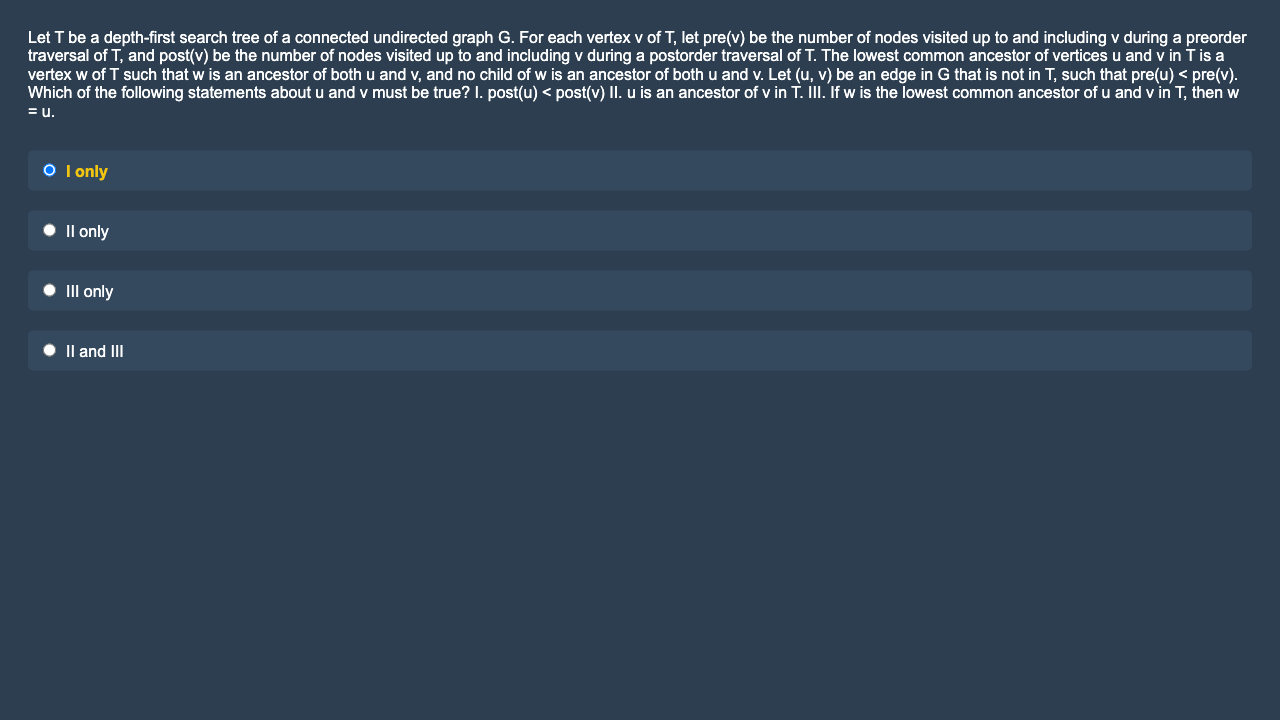 Let T be a depth-first search tree of a connected undirected graph G. For each vertex v of T, let pre(v) be the number of nodes visited up to and including v during a preorder
traversal of T, and post(v) be the number of nodes visited up to and including v during a postorder traversal of T. The lowest common ancestor of vertices u and v in T is a
vertex w of T such that w is an ancestor of both u and v, and no child of w is an ancestor of both u and v. Let (u, v) be an edge in G that is not in T, such that pre(u) < pre(v).
Which of the following statements about u and v must be true? I. post(u) < post(v) II. u is an ancestor of v in T. III. If w is the lowest common ancestor of u and v in T, then w
= u.
I only
II only
III only
II and III